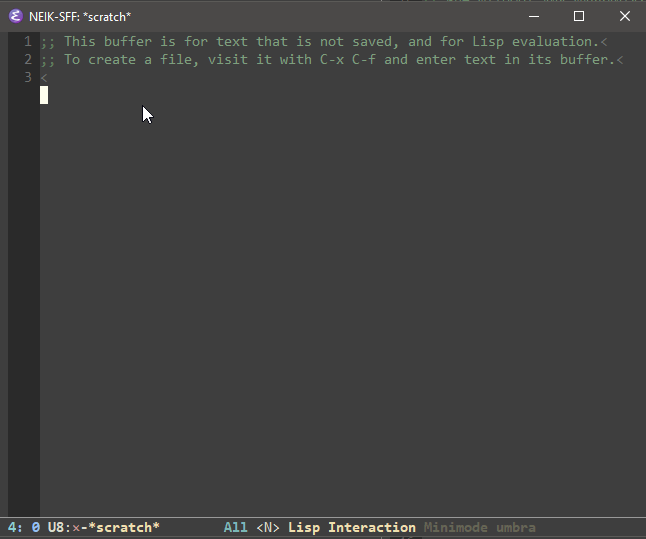 NEIK-SFF: *scratch*
1 ;; This buffer is for text that is not saved, and for Lisp evaluation.<
2 ;; To create a file, visit it with C-x C-f and enter text in its buffer.<
3 <
4: 0 U8:×-*scratch* All <N> Lisp Interaction Minimode umbra